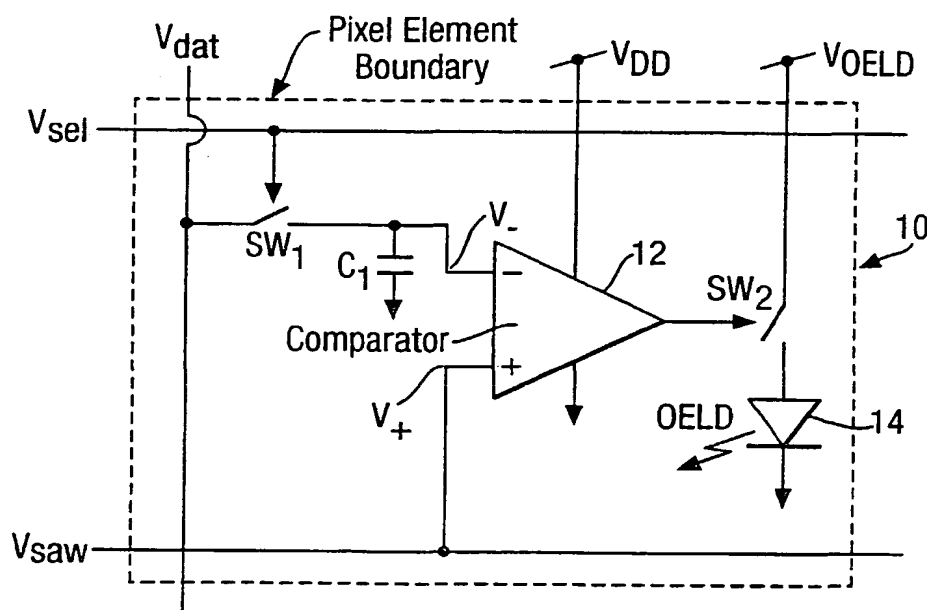 Pixel Element
Boundary
Vdat
VDD
VOELD
Vsel
10
SW1
V-
12
C1
SW2
−
Comparator
+
V+
OELD
14
Vsaw